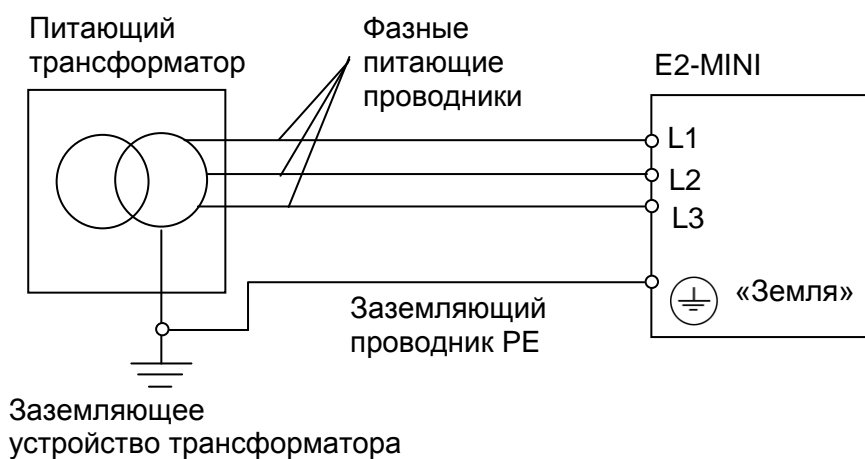 Питающий
трансформатор
Фазные
питающие
проводники
E2-MINI
L1
L2
L3
«Земля»
Заземляющий
проводник PE
Заземляющее
устройство трансформатора